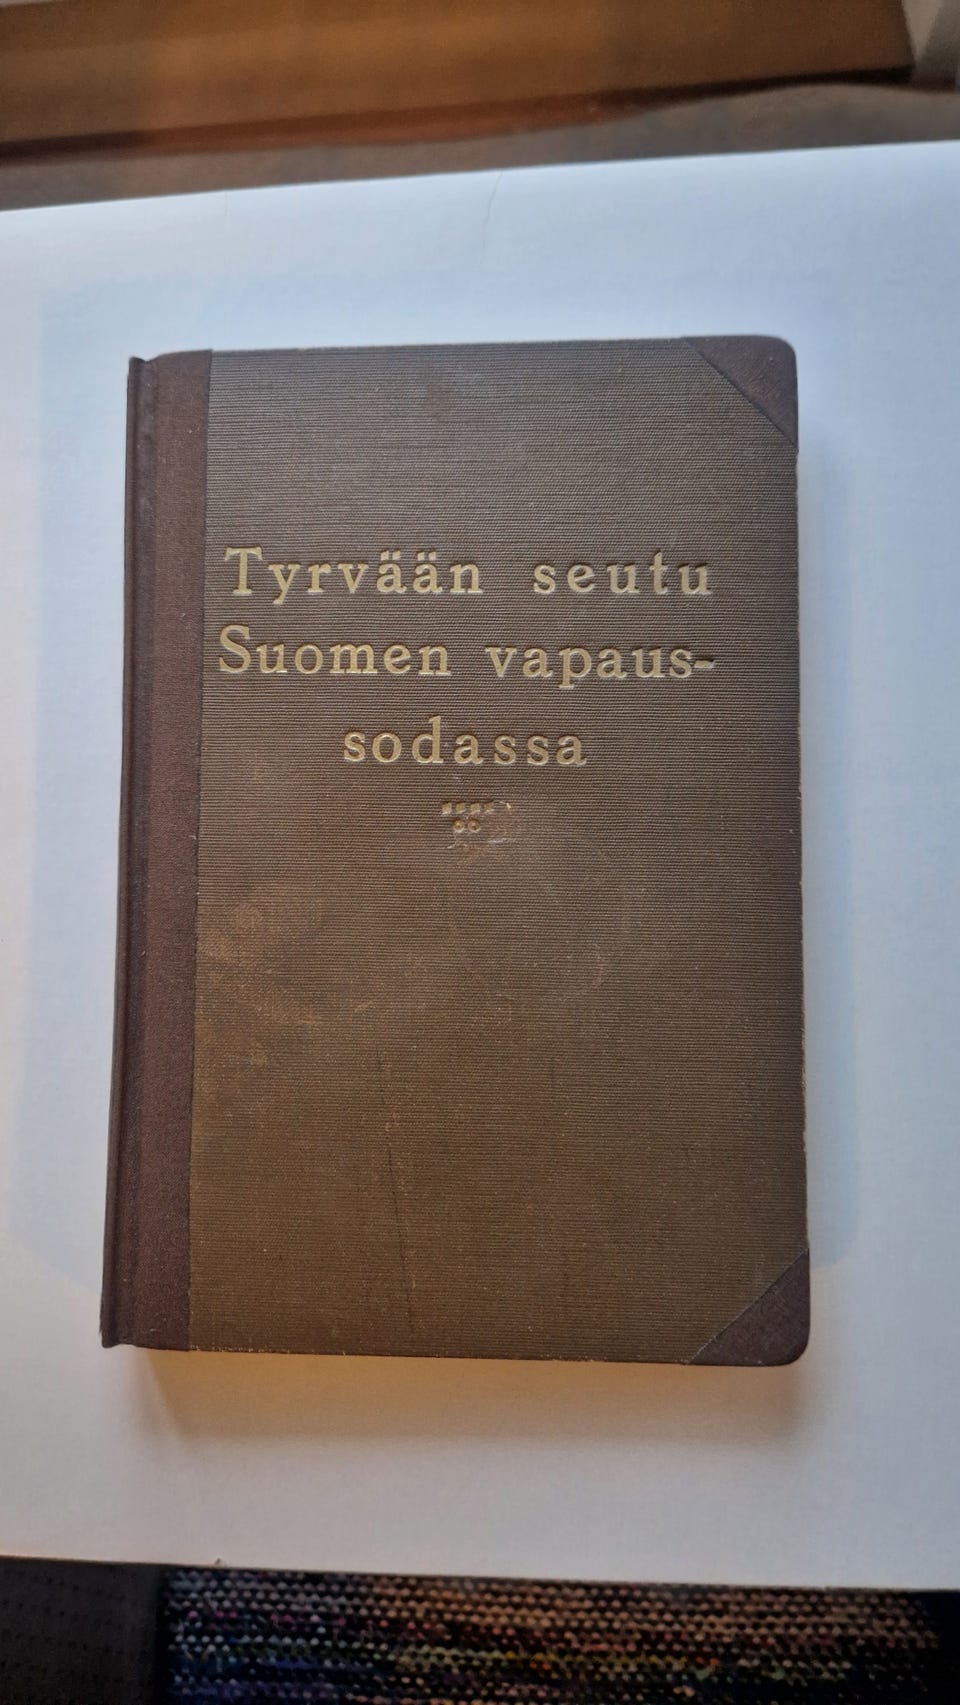 Tyrvään seutu
Suomen vapaus-
sodassa